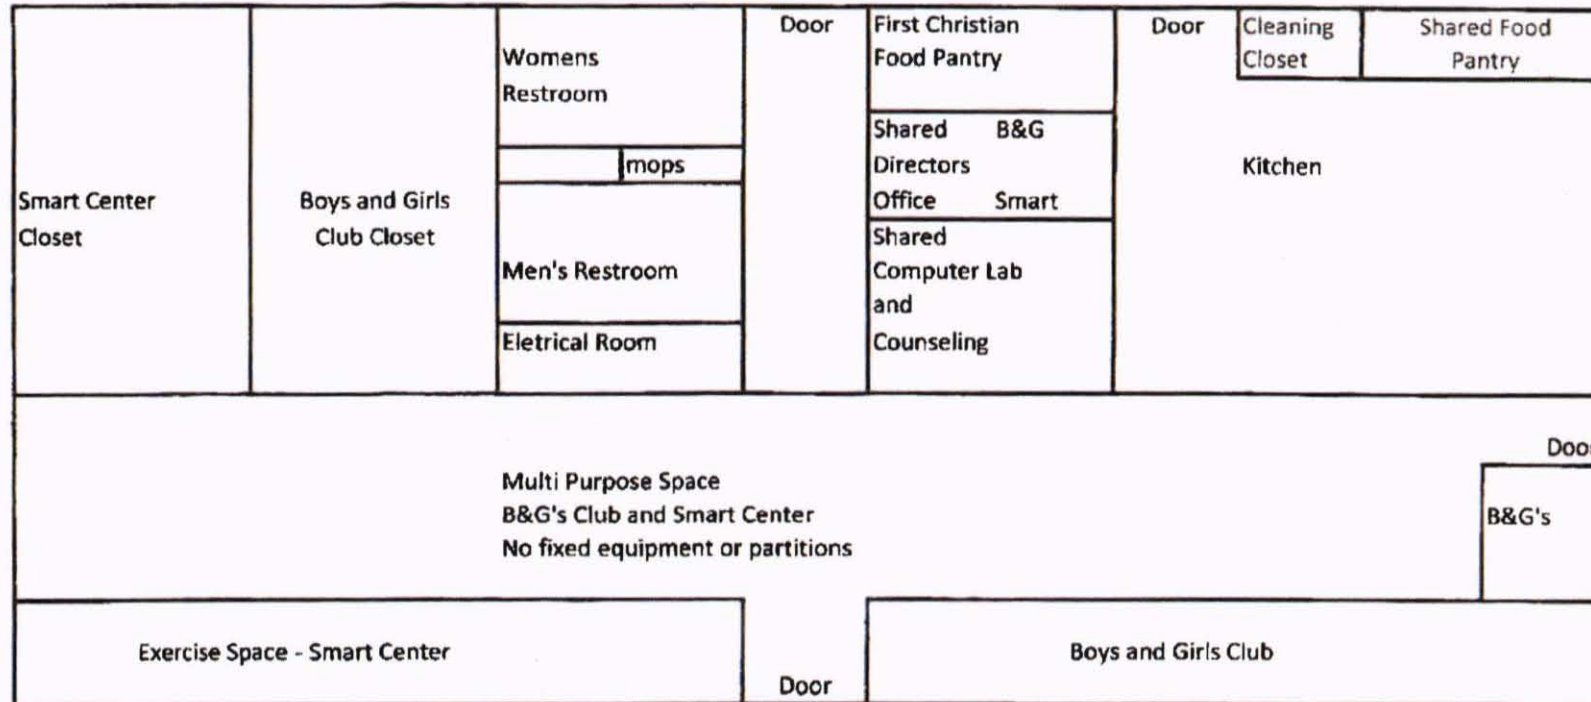 Smart Center
Closet
Boys and Girls
Club Closet
Womens
Restroom
mops
Men's Restroom
Eletrical Room
Door
First Christian
Food Pantry
Shared B&G
Directors
Office Smart
Shared
Computer Lab
and
Counseling
Door
Cleaning
Closet
Shared Food
Pantry
Kitchen
Multi Purpose Space
B&G's Club and Smart Center
No fixed equipment or partitions
Doo
B&G's
Exercise Space - Smart Center
Door
Boys and Girls Club